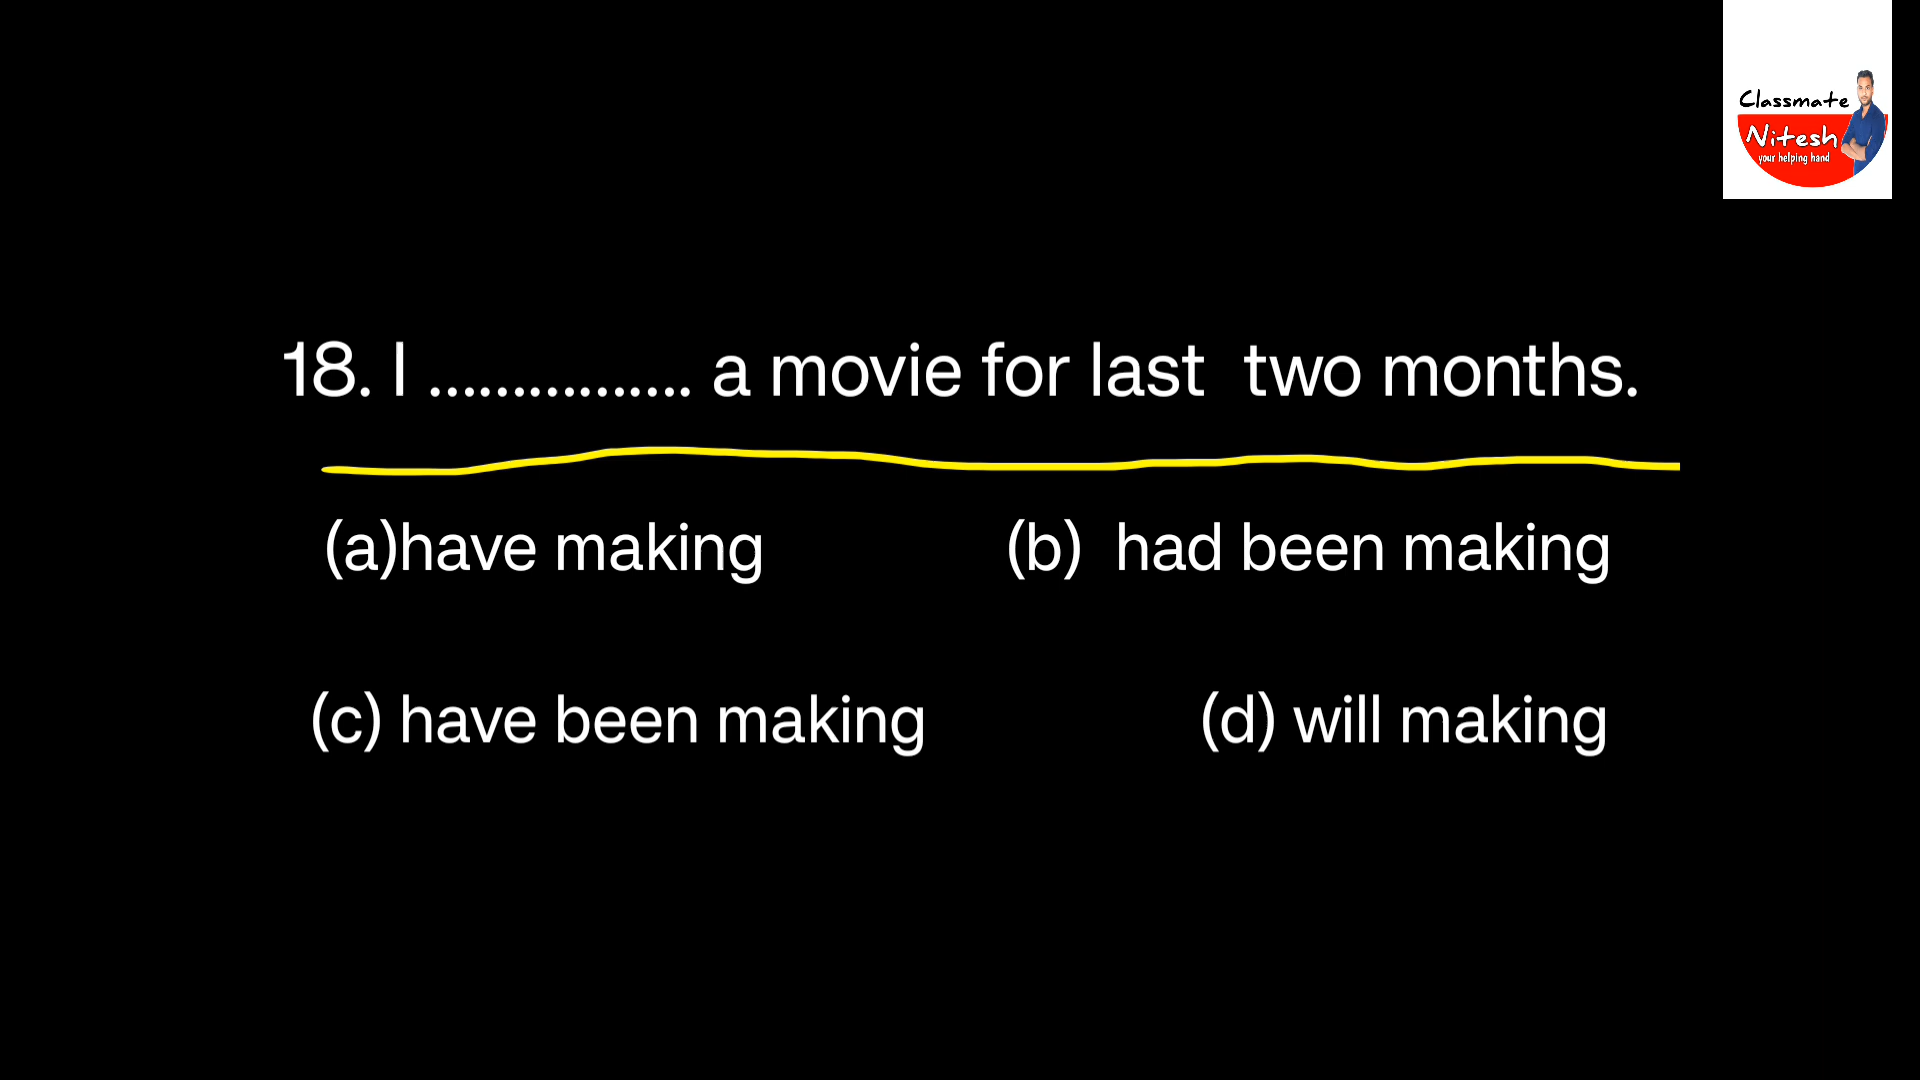 Classmate
Nitesh
your helping hand
18. I ................ a movie for last two months.
(a)have making (b) had been making
(c) have been making (d) will making